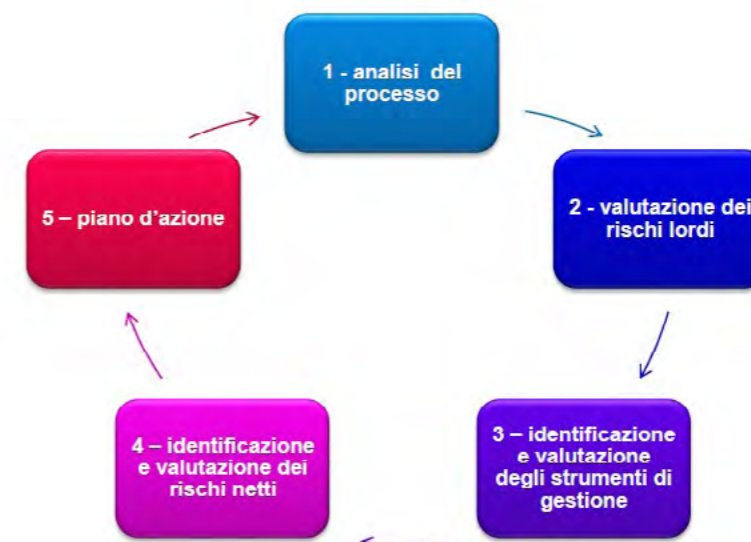 1 - analisi del
processo
2 - valutazione dei
rischi lordi
3 – identificazione
e valutazione
degli strumenti di
gestione
4 – identificazione
e valutazione dei
rischi netti
5 – piano d'azione